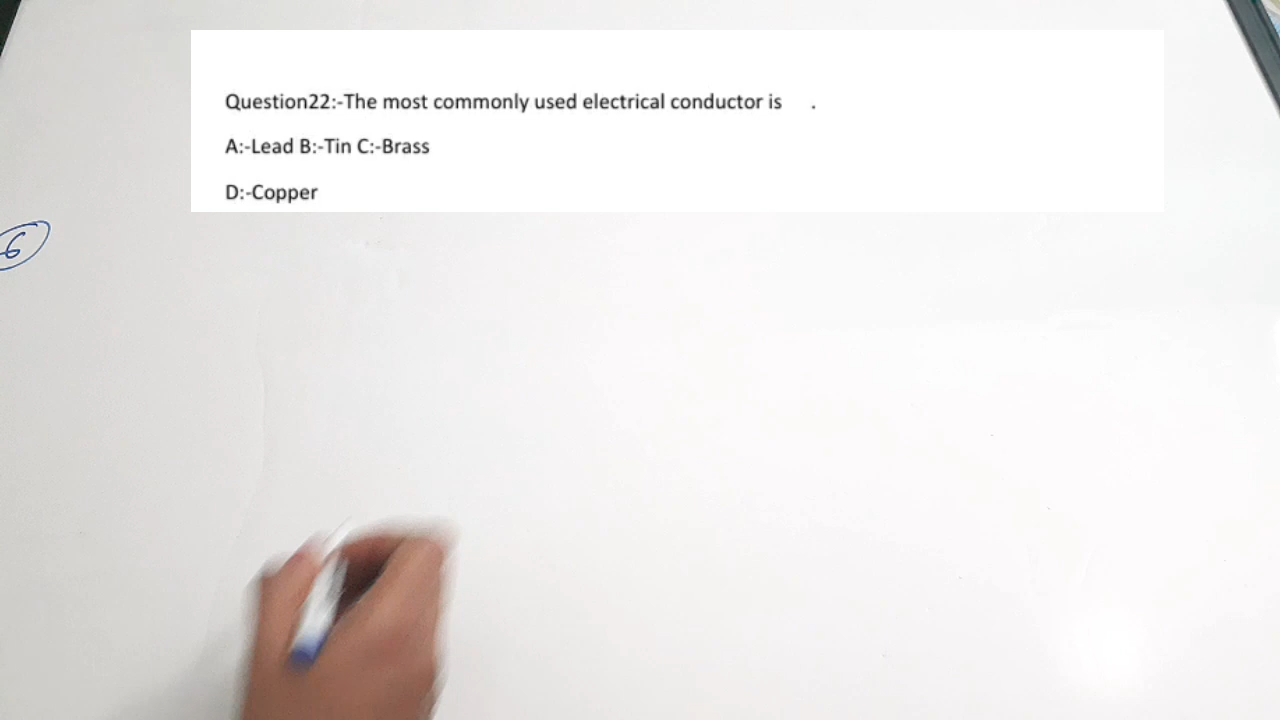 Question22:-The most commonly used electrical conductor is .
A:-Lead B:-Tin C:-Brass
D:-Copper
6